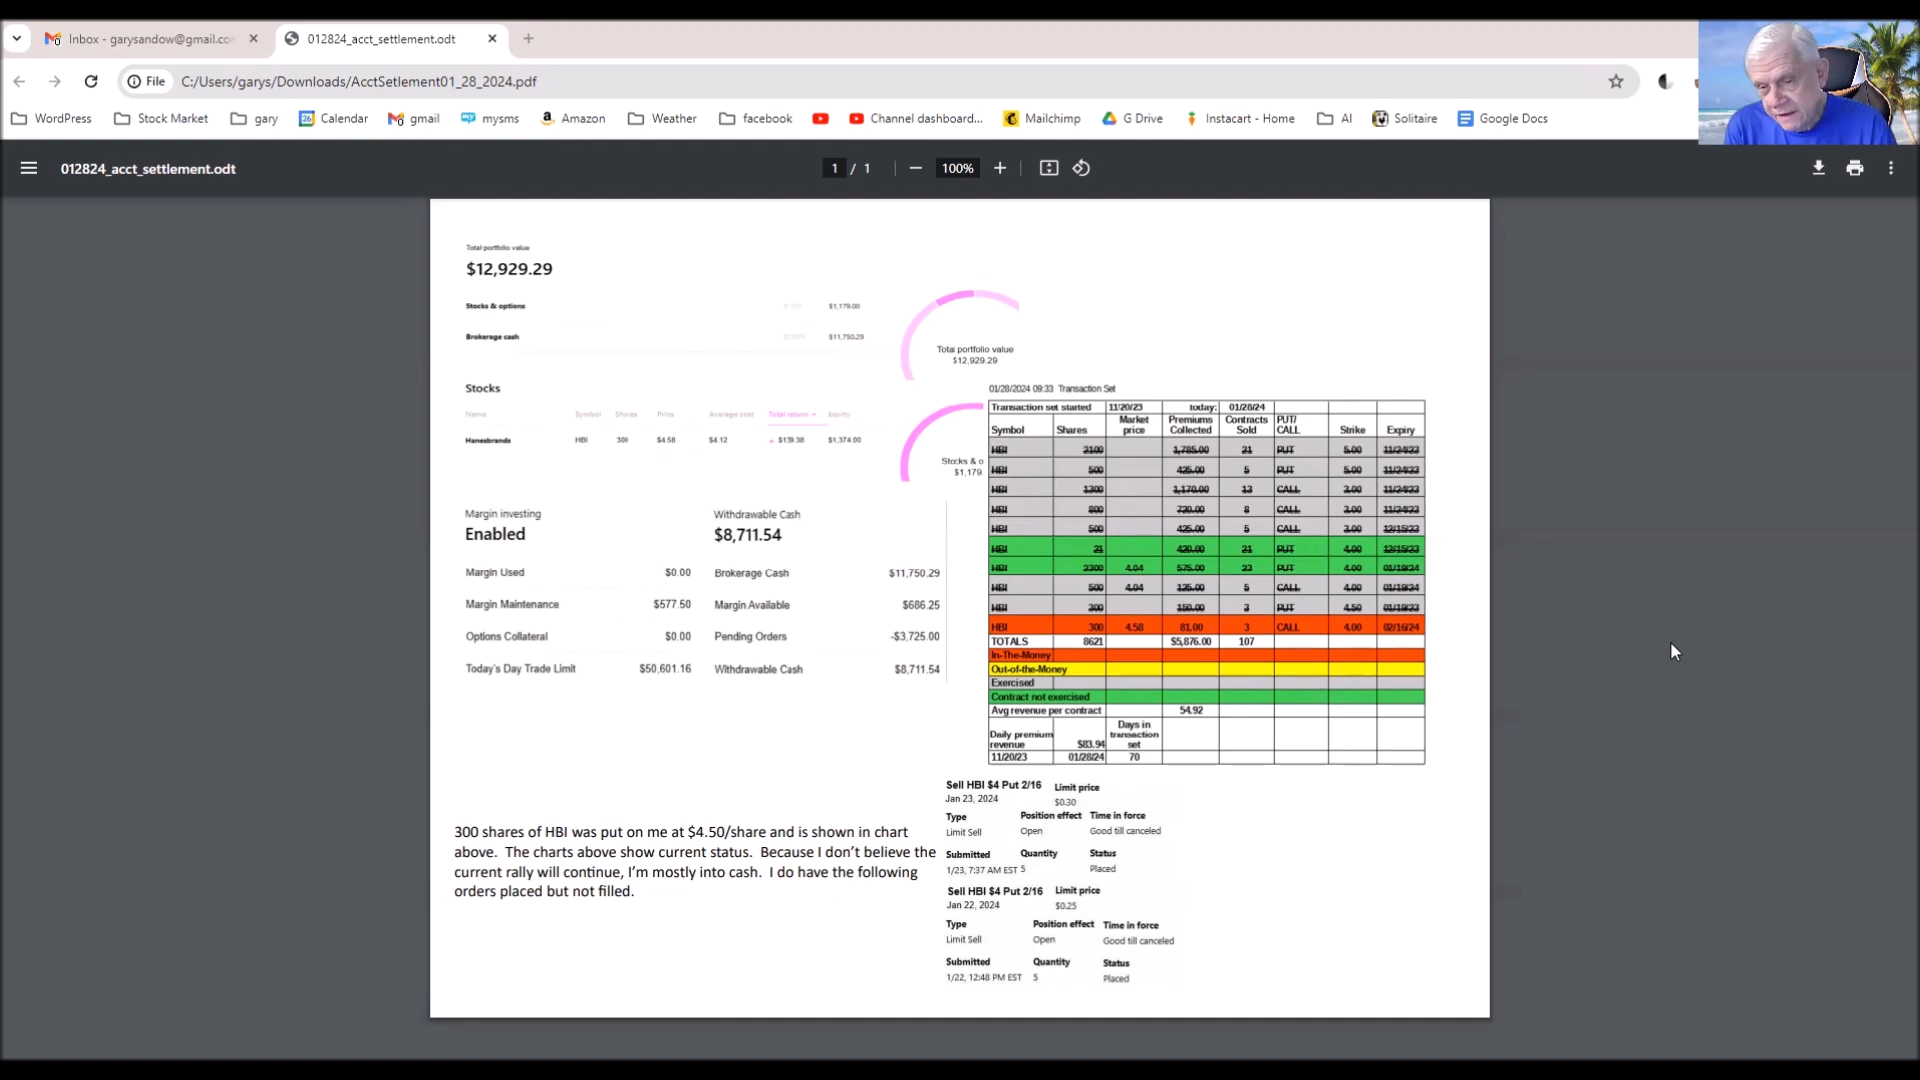 Inbox - garysandow@gmail.co
012824_acct_settlement.odt
File C:/Users/garys/Downloads/AcctSetlement01_28_2024.pdf
WordPress Stock Market gary Calendar gmail mysms Amazon Weather facebook Channel dashboard... Mailchimp G Drive Instacart - Home AI Solitaire Google Docs
012824_acct_settlement.odt 1 / 1 100%
Total portfolio value
$12,929.29
Stocks & options $1,179.00
Brokerage cash $11,750.29
Total portfolio value
$12,929.29
Stocks
Name Symbol Shares Price Average cost Total return Equity
Hanesbrands HBI 300 $4.58 $4.12 $139.38 $1,374.00
Stocks & o
$1,179
Margin investing
Enabled
Margin Used $0.00
Margin Maintenance $577.50
Options Collateral $0.00
Today's Day Trade Limit $50,601.16
Withdrawable Cash
$8,711.54
Brokerage Cash $11,750.29
Margin Available $686.25
Pending Orders -$3,725.00
Withdrawable Cash $8,711.54
01/28/2024 09:33 Transaction Set
Transaction set started 11/20/23 today: 01/28/24
Symbol Shares Market price Premiums Collected Contracts Sold PUT/ CALL Strike Expiry
HBI 2100 1,785.00 21 PUT 5.00 11/24/23
HBI 500 425.00 5 PUT 5.00 11/24/23
HBI 1300 1,170.00 13 CALL 3.00 11/24/23
HBI 800 720.00 8 CALL 3.00 11/24/23
HBI 500 425.00 5 CALL 3.00 12/15/23
HBI 21 420.00 21 PUT 4.00 12/15/23
HBI 2300 4.04 575.00 23 PUT 4.00 01/19/24
HBI 500 4.04 125.00 5 CALL 4.00 01/19/24
HBI 300 150.00 3 PUT 4.50 01/19/23
HBI 300 4.58 81.00 3 CALL 4.00 02/16/24
TOTALS 8621 $5,876.00 107
In-The-Money
Out-of-the-Money
Exercised
Contract not exercised
Avg revenue per contract 54.92
Daily premium revenue $83.94 Days in transaction set
11/20/23 01/28/24 70
300 shares of HBI was put on me at $4.50/share and is shown in chart
above. The charts above show current status. Because I don't believe the
current rally will continue, I'm mostly into cash. I do have the following
orders placed but not filled.
Sell HBI $4 Put 2/16 Limit price
Jan 23, 2024 $0.30
Type Position effect Time in force
Limit Sell Open Good till canceled
Submitted Quantity Status
1/23, 7:37 AM EST 5 Placed
Sell HBI $4 Put 2/16 Limit price
Jan 22, 2024 $0.25
Type Position effect Time in force
Limit Sell Open Good till canceled
Submitted Quantity Status
1/22, 12:48 PM EST 5 Placed